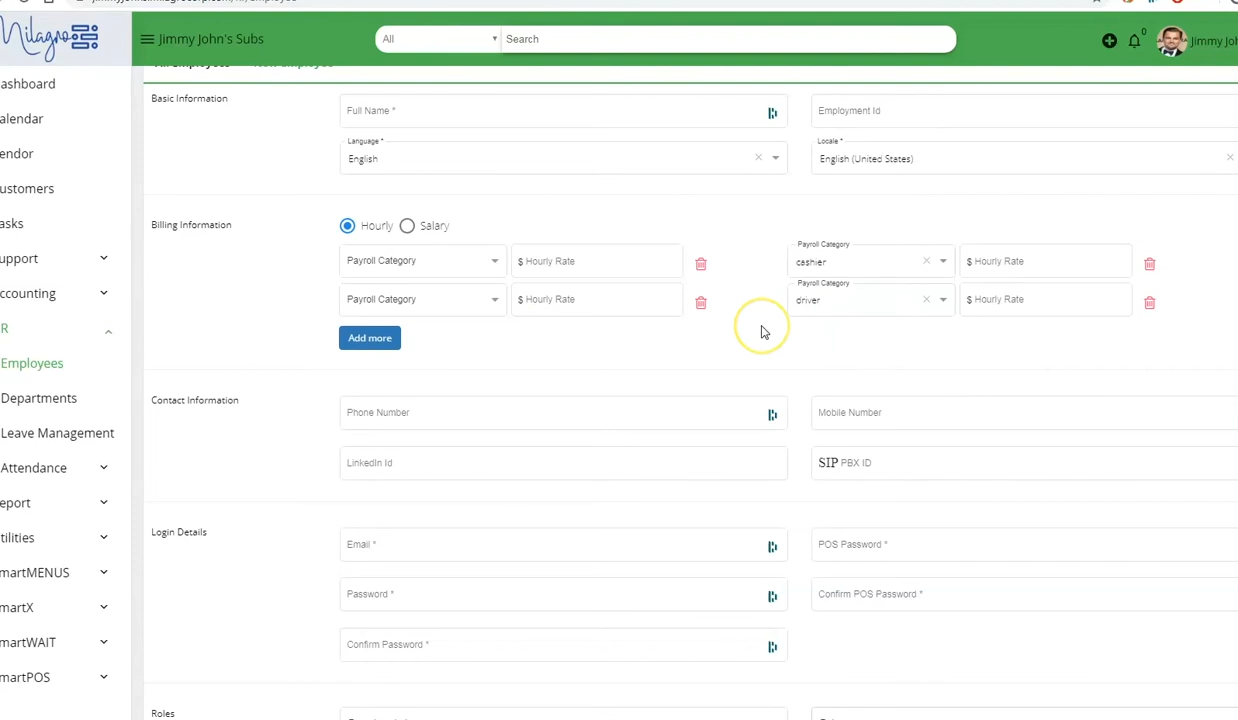 Milagro
Jimmy John's Subs
All
Search
0
Jimmy Joh
ashboard
alendar
endor
ustomers
asks
upport
ccounting
R
Employees
Departments
Leave Management
Attendance
eport
tilities
martMENUS
martX
martWAIT
martPOS
Basic Information
Full Name *
Employment Id
Language *
English
Locale *
English (United States)
Billing Information
Hourly
Salary
Payroll Category
$ Hourly Rate
Payroll Category
cashier
$ Hourly Rate
Payroll Category
$ Hourly Rate
Payroll Category
driver
$ Hourly Rate
Add more
Contact Information
Phone Number
Mobile Number
LinkedIn Id
SIP PBX ID
Login Details
Email *
POS Password *
Password *
Confirm POS Password *
Confirm Password *
Roles